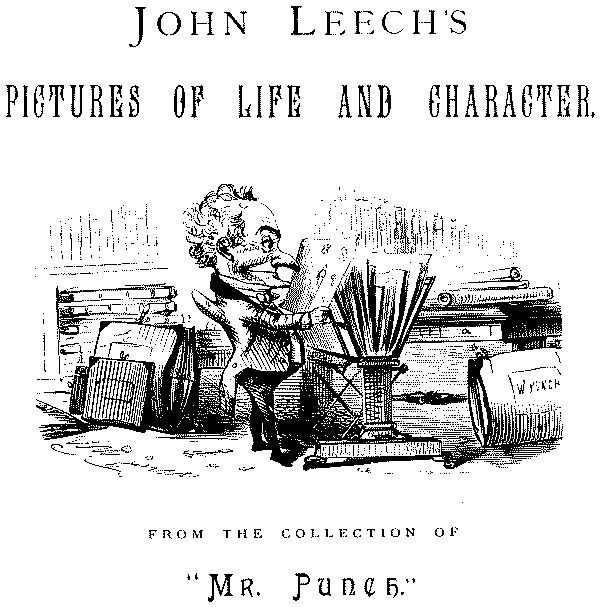 JOHN LEECH'S
PICTURES OF LIFE AND CHARACTER.
FROM THE COLLECTION OF
"MR. PUNCH."